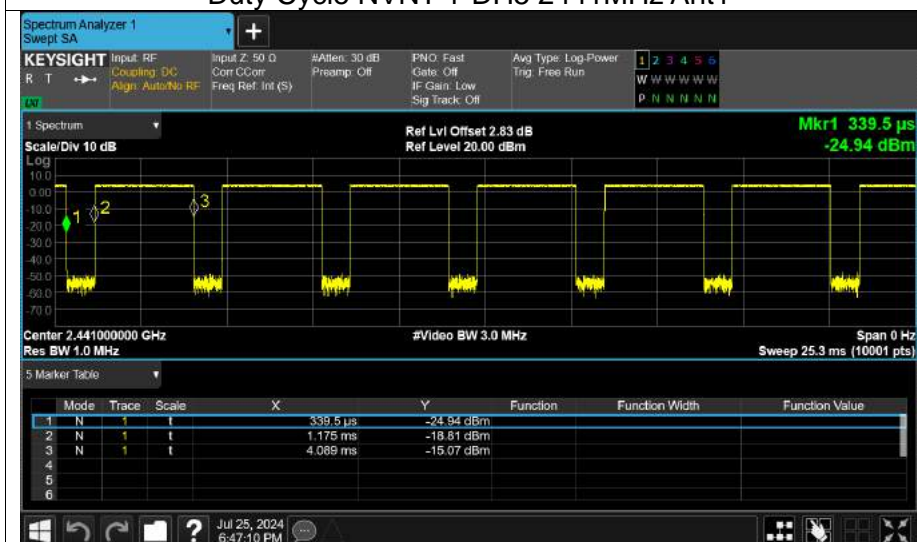 Duty Cycle NVNT 1-DH5 2441MHz Ant1
Spectrum Analyzer 1
Swept SA
+
KEYSIGHT
R T
Input: RF
Coupling: DC
Align: Auto/No RF
Input Z: 50 Ω
Corr CCorr
Freq Ref: Int (S)
#Atten: 30 dB
Preamp: Off
PNO: Fast
Gate: Off
IF Gain: Low
Sig Track: Off
Avg Type: Log-Power
Trig: Free Run
1 2 3 4 5 6
W W W W W W
P N N N N N
1 Spectrum
Scale/Div 10 dB
Ref Lvl Offset 2.83 dB
Ref Level 20.00 dBm
Mkr1 339.5 µs
-24.94 dBm
Log
10.0
0.00
-10.0
-20.0
-30.0
-40.0
-50.0
-60.0
-70.0
1
2
3
Center 2.441000000 GHz
Res BW 1.0 MHz
#Video BW 3.0 MHz
Span 0 Hz
Sweep 25.3 ms (10001 pts)
5 Marker Table
Mode Trace Scale X Y Function Function Width Function Value
1 N 1 t 339.5 µs -24.94 dBm
2 N 1 t 1.175 ms -18.81 dBm
3 N 1 t 4.089 ms -15.07 dBm
4
5
6
?
Jul 25, 2024
6:47:10 PM